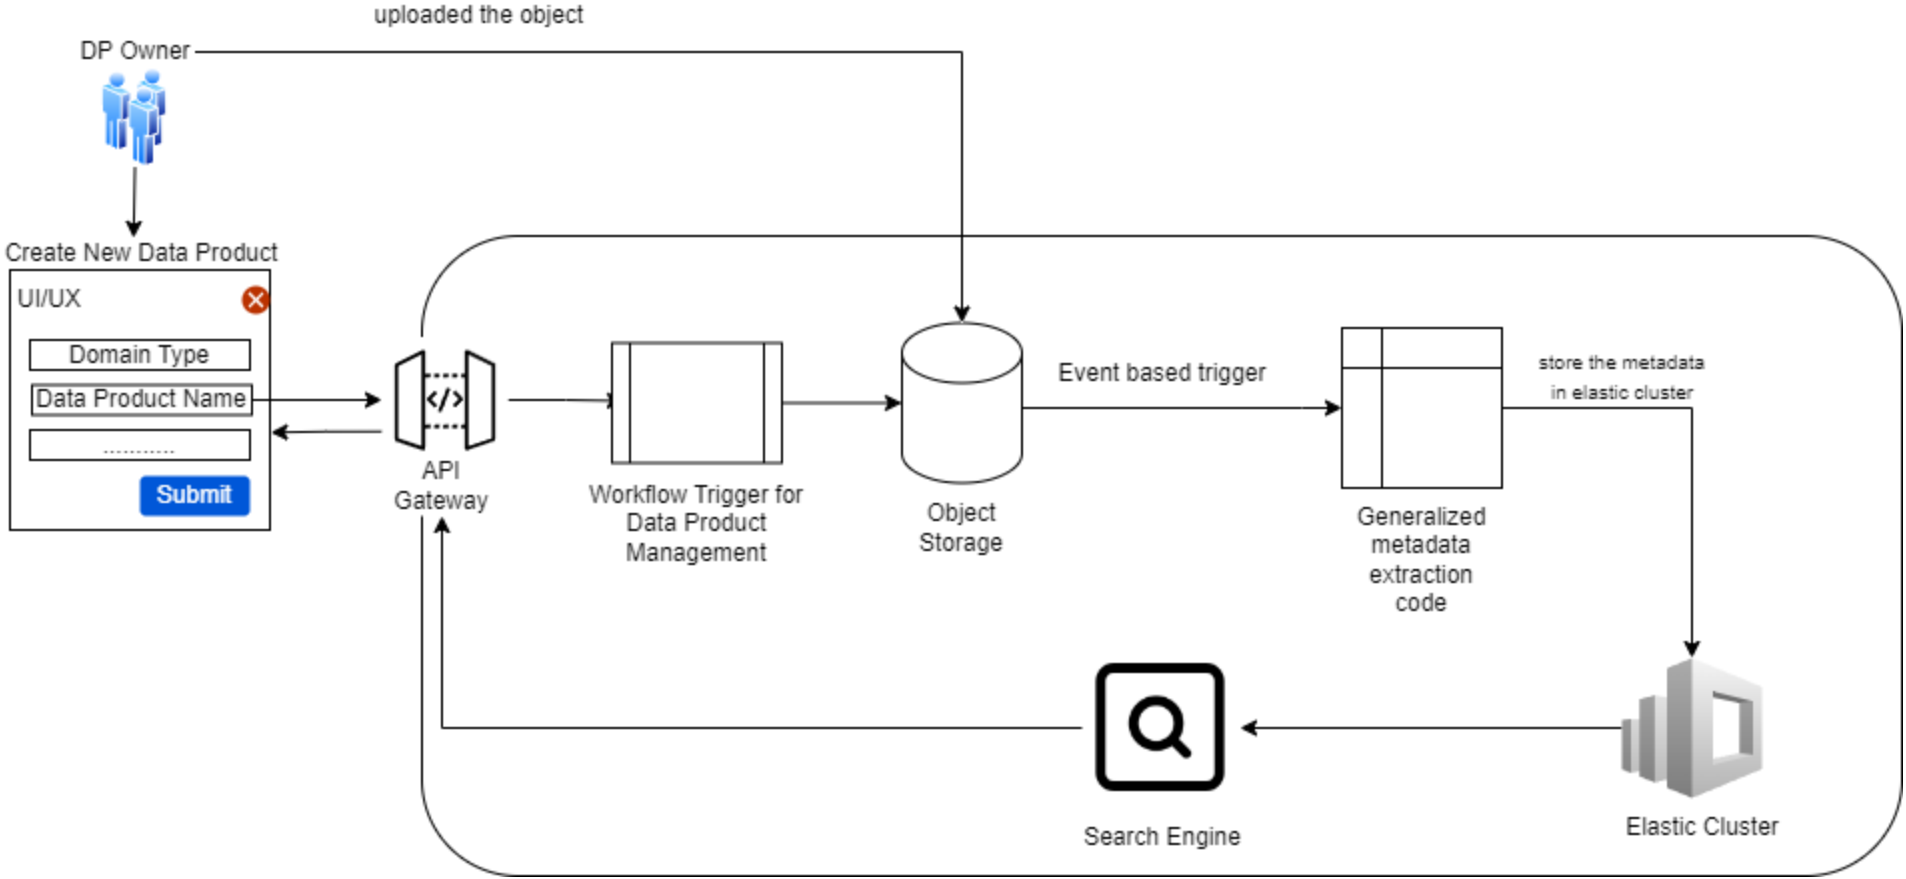 uploaded the object
DP Owner
Create New Data Product
UI/UX
Domain Type
Data Product Name
...........
Submit
</>
API
Gateway
Workflow Trigger for
Data Product
Management
Object
Storage
Event based trigger
Generalized
metadata
extraction
code
store the metadata
in elastic cluster
Search Engine
Elastic Cluster